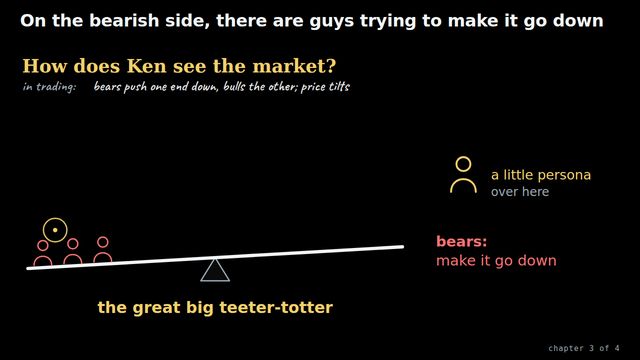 On the bearish side, there are guys trying to make it go down
How does Ken see the market?
in trading: bears push one end down, bulls the other; price tilts
a little persona
over here
bears:
make it go down
the great big teeter-totter
chapter 3 of 4